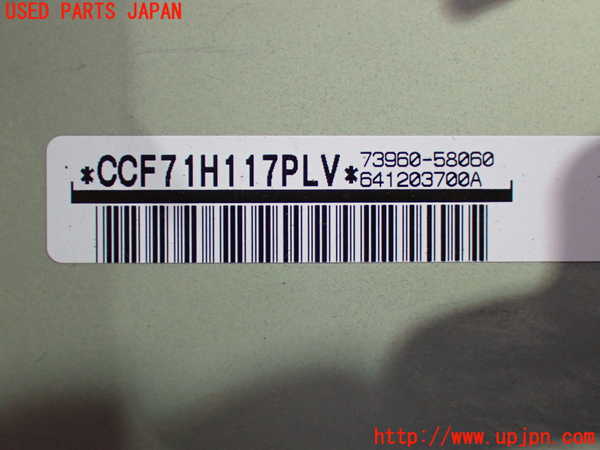 USED PARTS JAPAN
*CCF71H117PLV*
73960-58060
641203700A
http://www.upjpn.com/